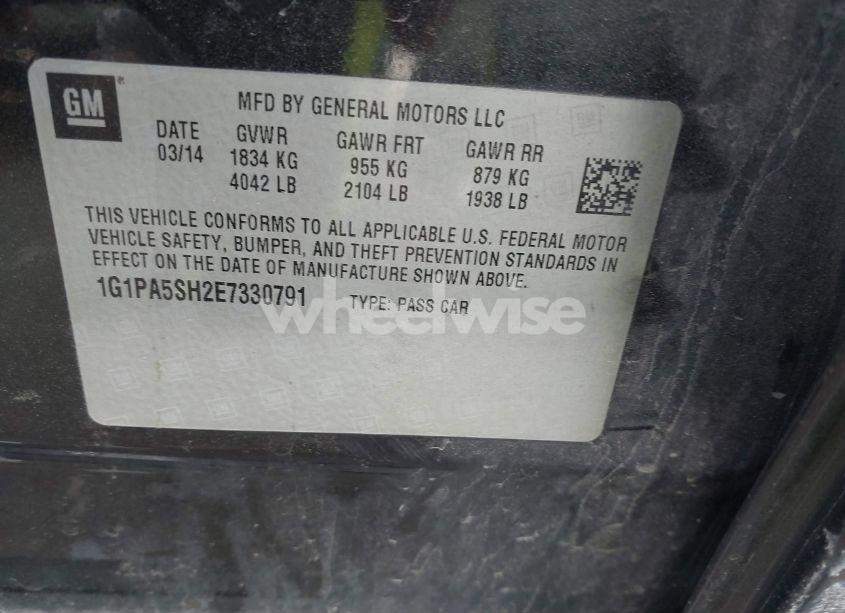 GM
MFD BY GENERAL MOTORS LLC
DATE GVWR GAWR FRT GAWR RR
03/14 1834 KG 955 KG 879 KG
4042 LB 2104 LB 1938 LB
THIS VEHICLE CONFORMS TO ALL APPLICABLE U.S. FEDERAL MOTOR
VEHICLE SAFETY, BUMPER, AND THEFT PREVENTION STANDARDS IN
EFFECT ON THE DATE OF MANUFACTURE SHOWN ABOVE.
1G1PA5SH2E7330791 TYPE: PASS CAR
wheelwise